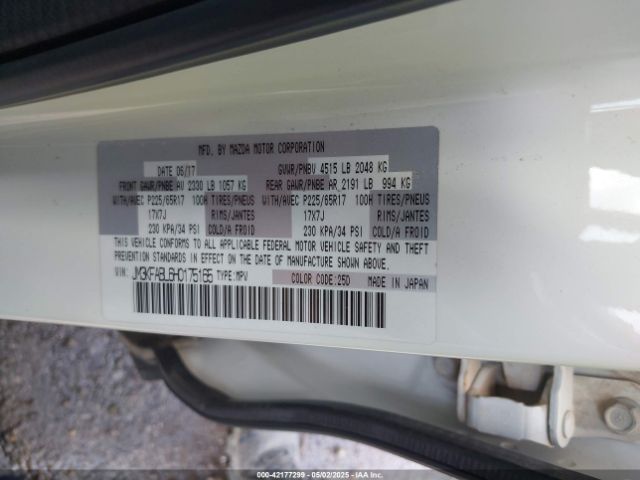 MFD. BY MAZDA MOTOR CORPORATION
DATE 06/17 GVWR/PNBV 4515 LB 2048 KG
FRONT GAWR/PNBE AV 2330 LB 1057 KG REAR GAWR/PNBE AR 2191 LB 994 KG
WITH/AVEC P225/65R17 100H TIRES/PNEUS WITH/AVEC P225/65R17 100H TIRES/PNEUS
17X7J RIMS/JANTES 17X7J RIMS/JANTES
230 KPA/34 PSI COLD/A FROID 230 KPA/34 PSI COLD/A FROID
THIS VEHICLE CONFORMS TO ALL APPLICABLE FEDERAL MOTOR VEHICLE SAFETY AND THEFT PREVENTION
STANDARDS IN EFFECT ON THE DATE OF MANUFACTURE SHOWN ABOVE.
VIN: JM3KFABL6H0175165 TYPE: MPV COLOR CODE: 25D MADE IN JAPAN
000-42177299 - 05/02/2025 - IAAI.COM